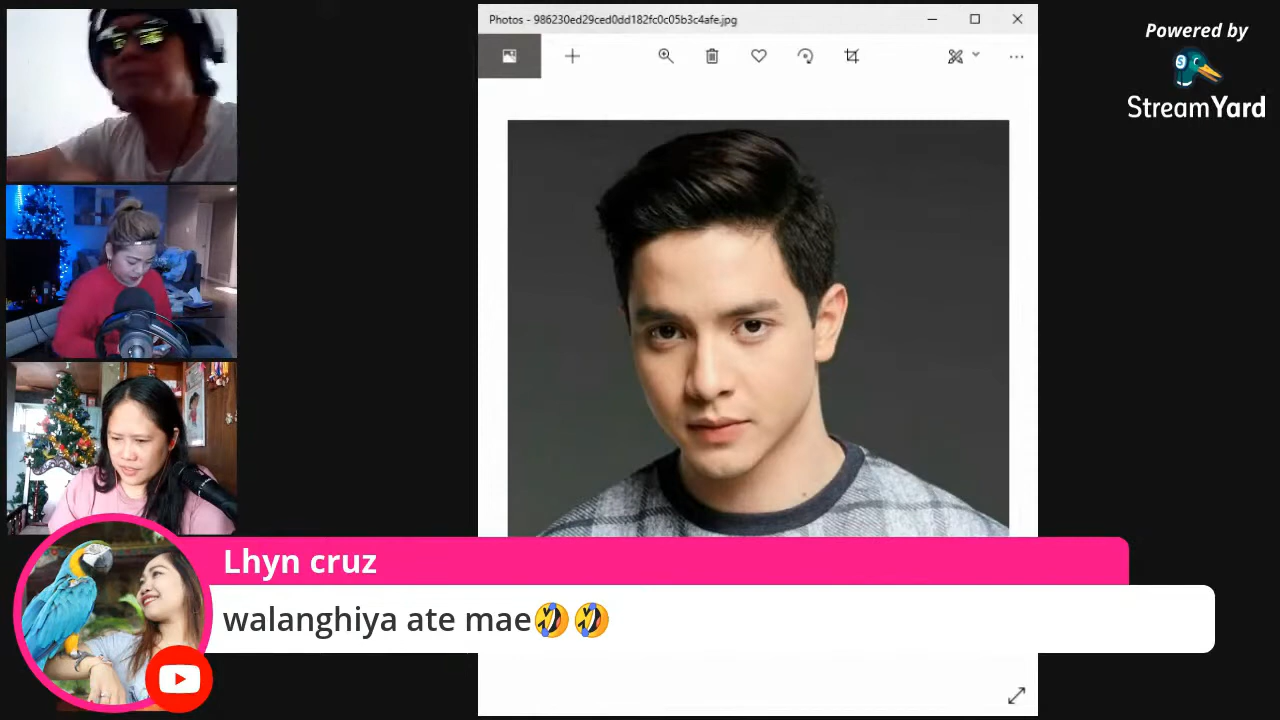 Photos - 986230ed29ced0dd182fc0c05b3c4afe.jpg
Powered by
StreamYard
Lhyn cruz
walanghiya ate mae🤣🤣